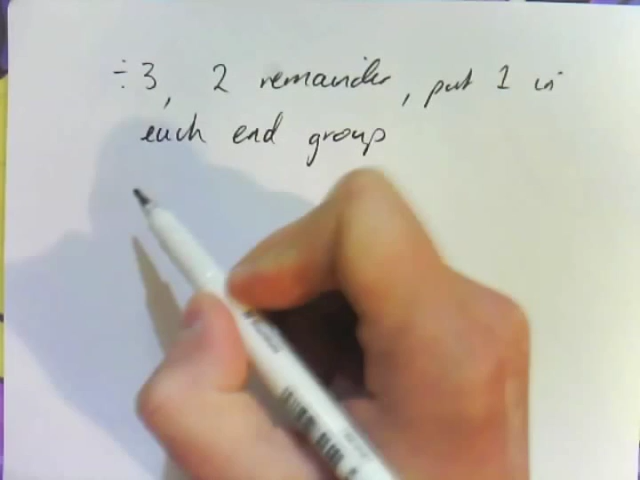 ÷3, 2 remainder, put 1 in
each end group